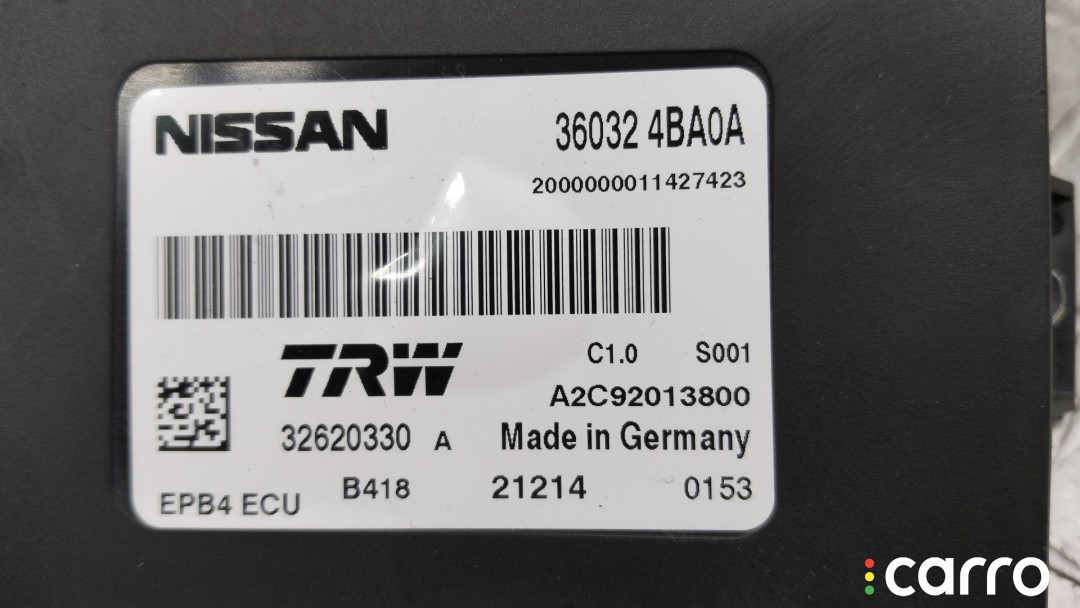 NISSAN 36032 4BA0A
2000000011427423
TRW C1.0 S001
A2C92013800
32620330 A Made in Germany
EPB4 ECU B418 21214 0153
carro